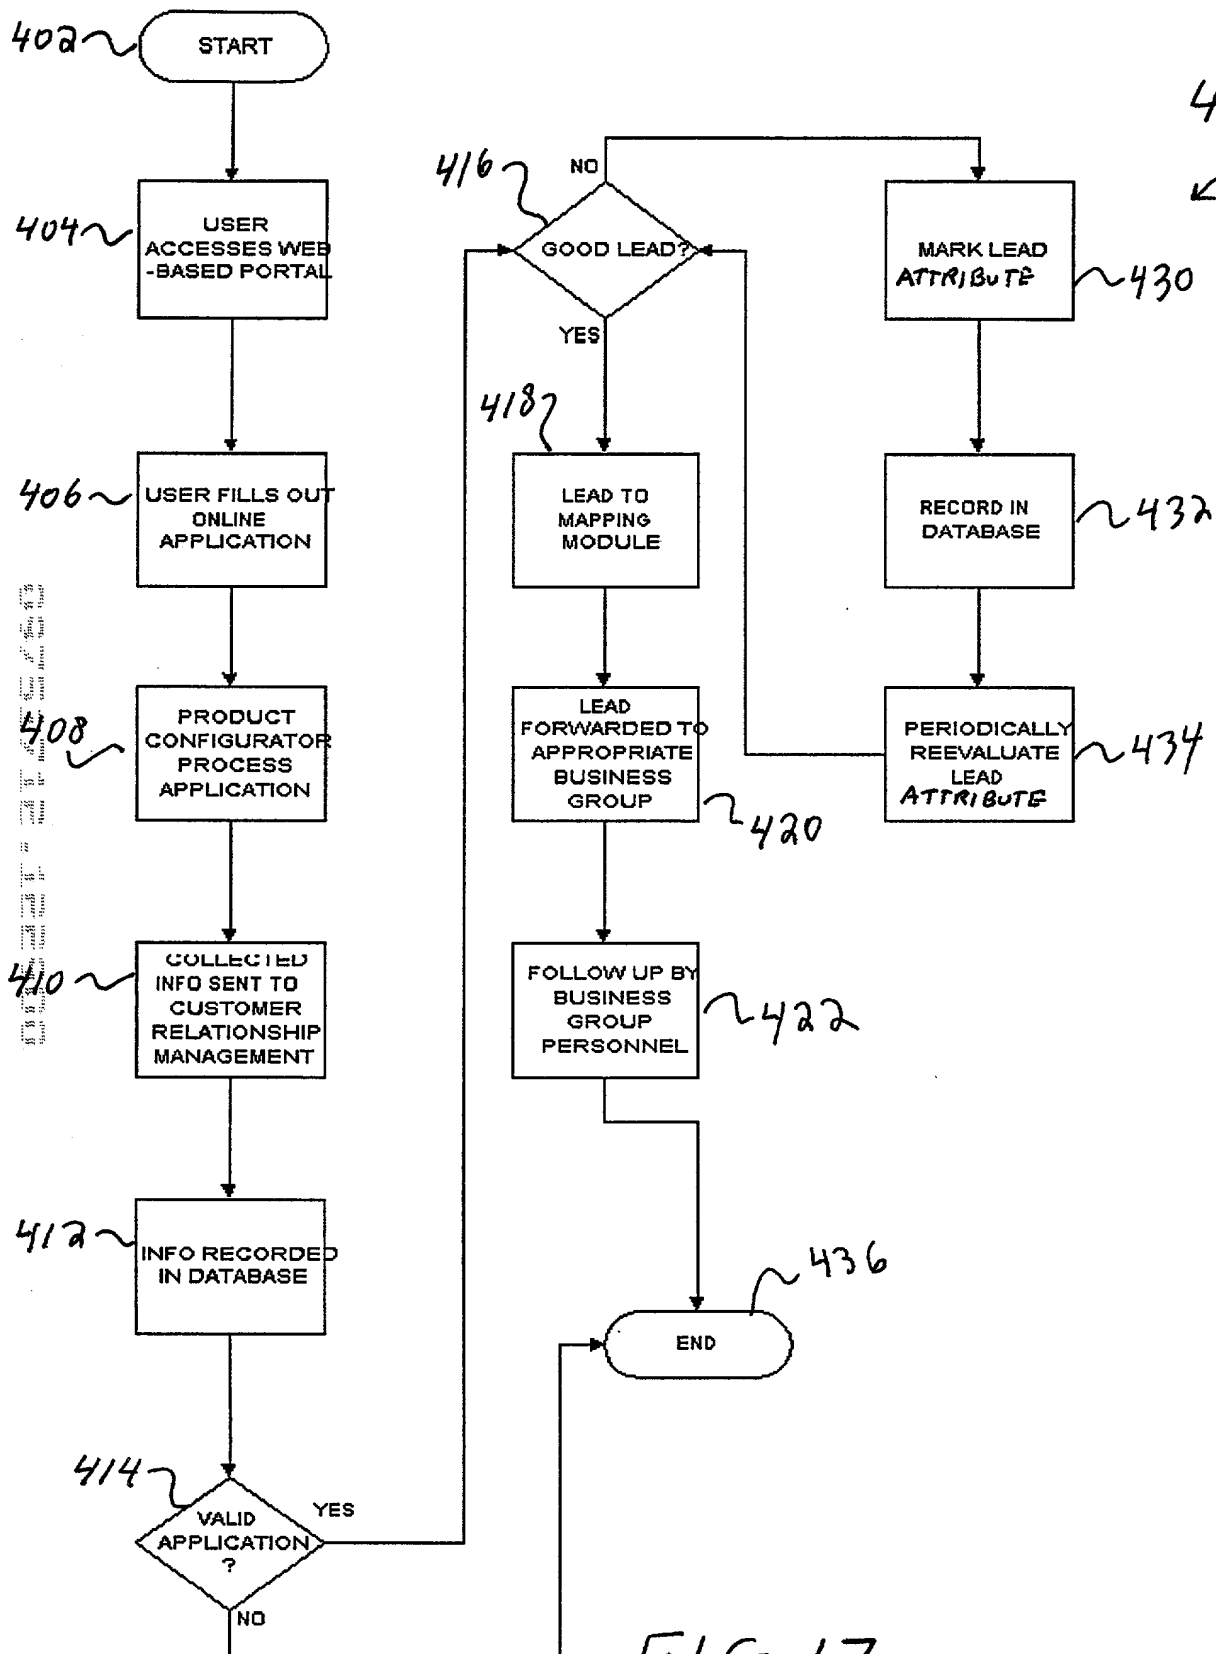 402
START
404
USER
ACCESSES WEB
-BASED PORTAL
406
USER FILLS OUT
ONLINE
APPLICATION
408
PRODUCT
CONFIGURATOR
PROCESS
APPLICATION
410
COLLECTED
INFO SENT TO
CUSTOMER
RELATIONSHIP
MANAGEMENT
412
INFO RECORDED
IN DATABASE
414
VALID
APPLICATION
?
YES
NO
416
NO
GOOD LEAD?
YES
418
LEAD TO
MAPPING
MODULE
LEAD
FORWARDED TO
APPROPRIATE
BUSINESS
GROUP
420
FOLLOW UP BY
BUSINESS
GROUP
PERSONNEL
422
436
END
4
MARK LEAD
ATTRIBUTE
430
RECORD IN
DATABASE
432
PERIODICALLY
REEVALUATE
LEAD
ATTRIBUTE
434
FIG. 17